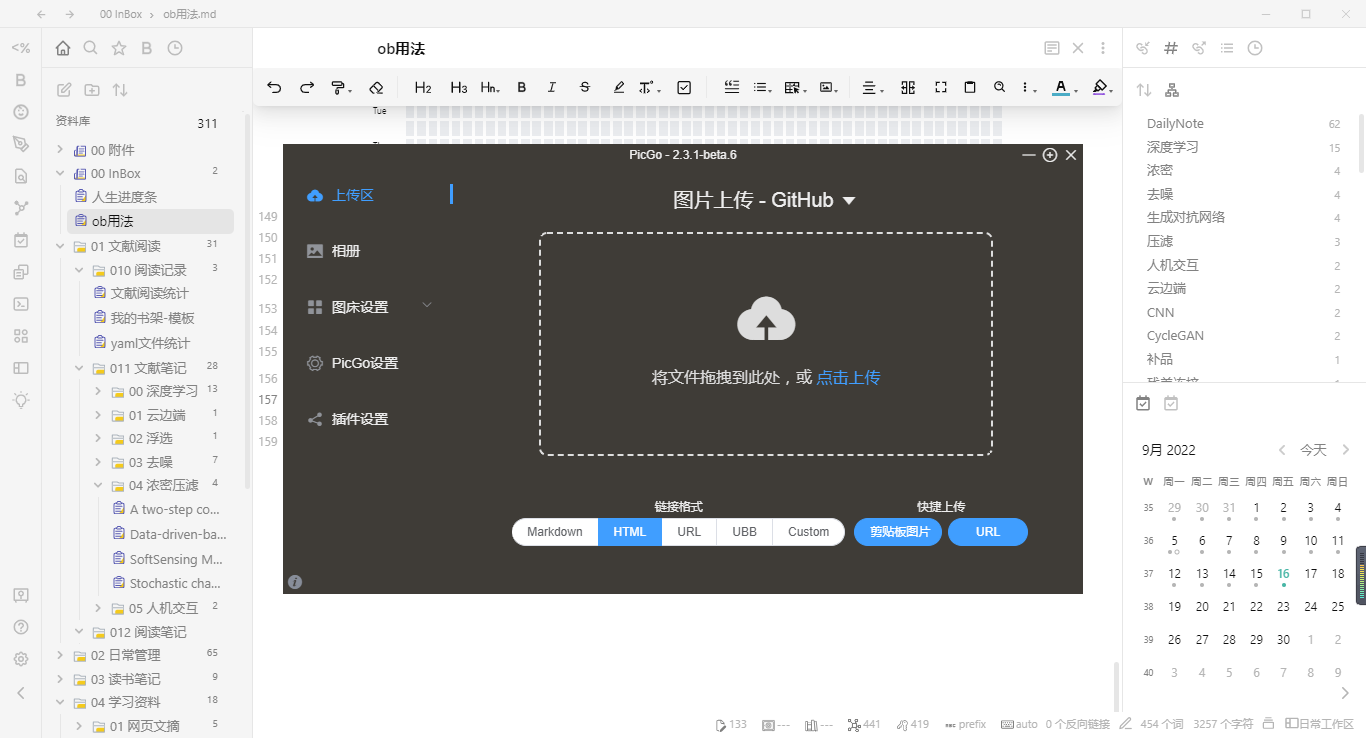 00 InBox › ob用法.md
<%
ob用法
H2 H3 Hn B I S
资料库 311
00 附件
00 InBox 2
人生进度条
ob用法
01 文献阅读 31
010 阅读记录 3
文献阅读统计
我的书架-模板
yaml文件统计
011 文献笔记 28
00 深度学习 13
01 云边端 1
02 浮选 1
03 去噪 7
04 浓密压滤 4
A two-step co...
Data-driven-ba...
SoftSensing M...
Stochastic cha...
05 人机交互 2
012 阅读笔记
02 日常管理 65
03 读书笔记 9
04 学习资料 18
01 网页文摘 5
Tue
149
150
151
152
153
154
155
156
157
158
159
PicGo - 2.3.1-beta.6
上传区
相册
图床设置
PicGo设置
插件设置
图片上传 - GitHub
将文件拖拽到此处，或 点击上传
链接格式 快捷上传
Markdown HTML URL UBB Custom 剪贴板图片 URL
DailyNote 62
深度学习 15
浓密 4
去噪 4
生成对抗网络 4
压滤 3
人机交互 2
云边端 2
CNN 2
CycleGAN 2
补品 2
9月 2022 今天
W 周一 周二 周三 周四 周五 周六 周日
35 29 30 31 1 2 3 4
36 5 6 7 8 9 10 11
37 12 13 14 15 16 17 18
38 19 20 21 22 23 24 25
39 26 27 28 29 30 1 2
40 3 4 5 6 7 8 9
133 --- --- 441 419 prefix auto 0 个反向链接 454 个词 3257 个字符 日常工作区